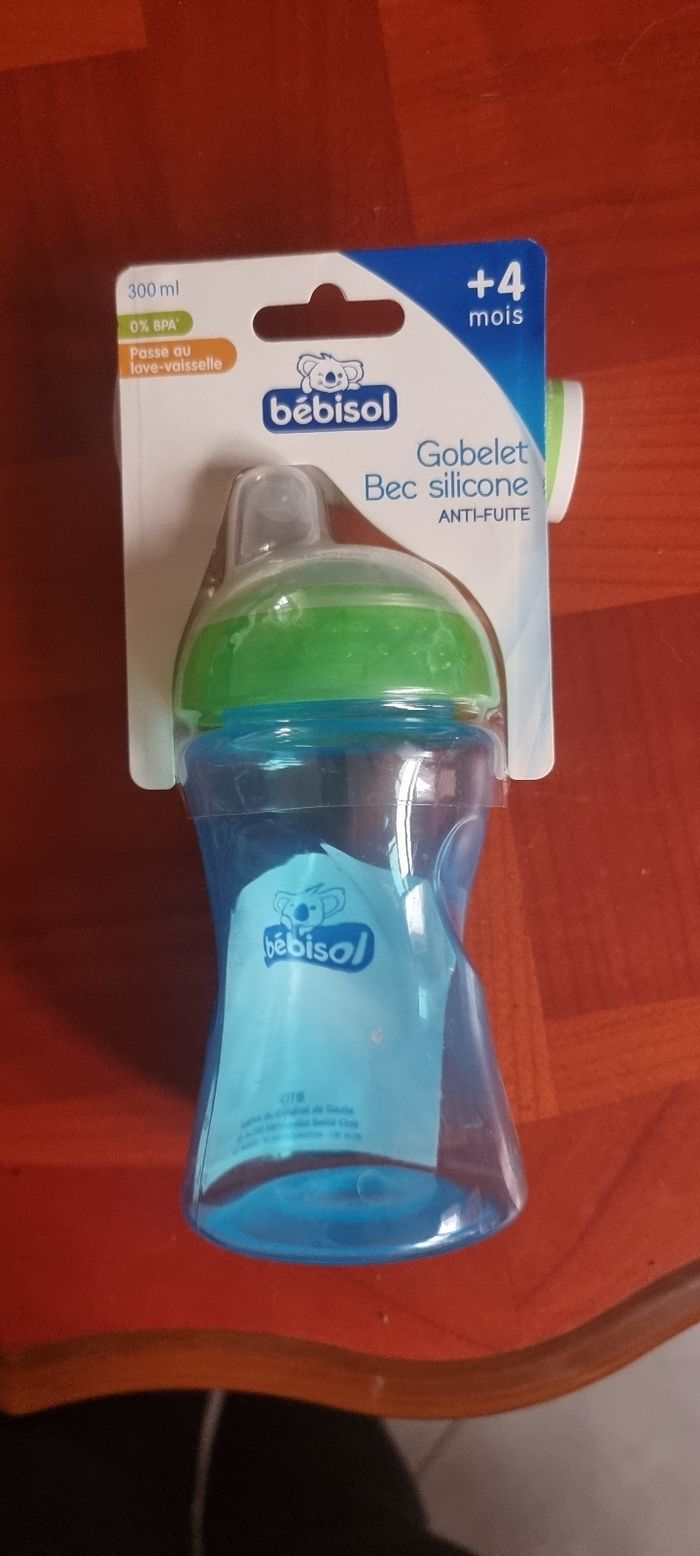 300 ml
+4
mois
0% BPA*
Passe au
lave-vaisselle
bébisol
Gobelet
Bec silicone
ANTI-FUITE
bébisol